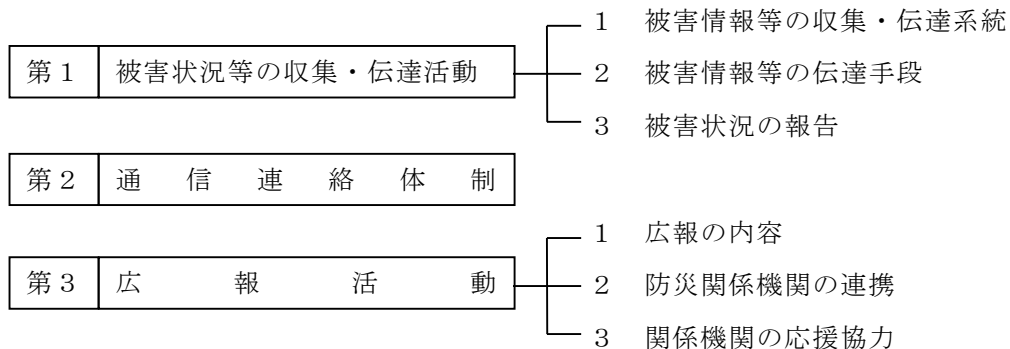 1 被害情報等の収集・伝達系統
第1 被害状況等の収集・伝達活動
2 被害情報等の伝達手段
3 被害状況の報告
第2 通信連絡体制
1 広報の内容
第3 広報活動
2 防災関係機関の連携
3 関係機関の応援協力